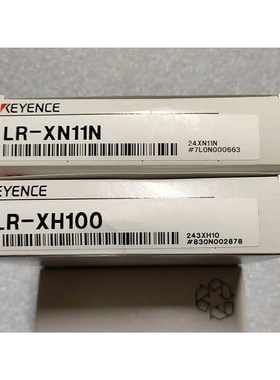 KEYENCE
LR-XN11N
24XN11N
#7L0N000663
KEYENCE
LR-XH100
243XH10
#830N002878